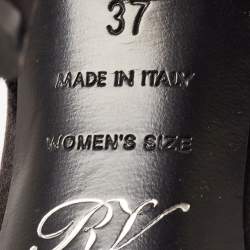 37
MADE IN ITALY
WOMEN'S SIZE
RV